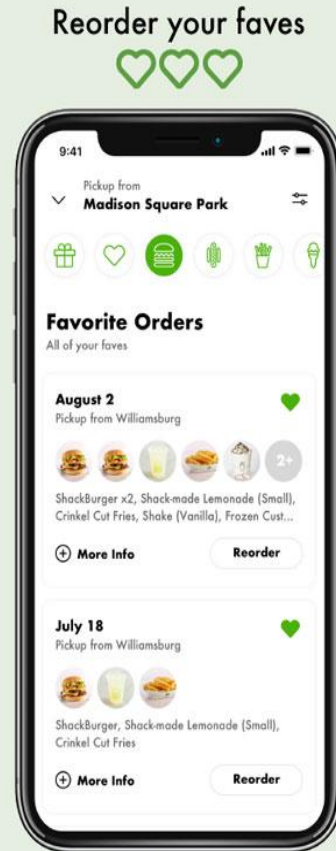 Reorder your faves
9:41
Pickup from
Madison Square Park
Favorite Orders
All of your faves
August 2
Pickup from Williamsburg
2+
ShackBurger x2, Shack-made Lemonade (Small),
Crinkel Cut Fries, Shake (Vanilla), Frozen Cust...
More Info
Reorder
July 18
Pickup from Williamsburg
ShackBurger, Shack-made Lemonade (Small),
Crinkel Cut Fries
More Info
Reorder